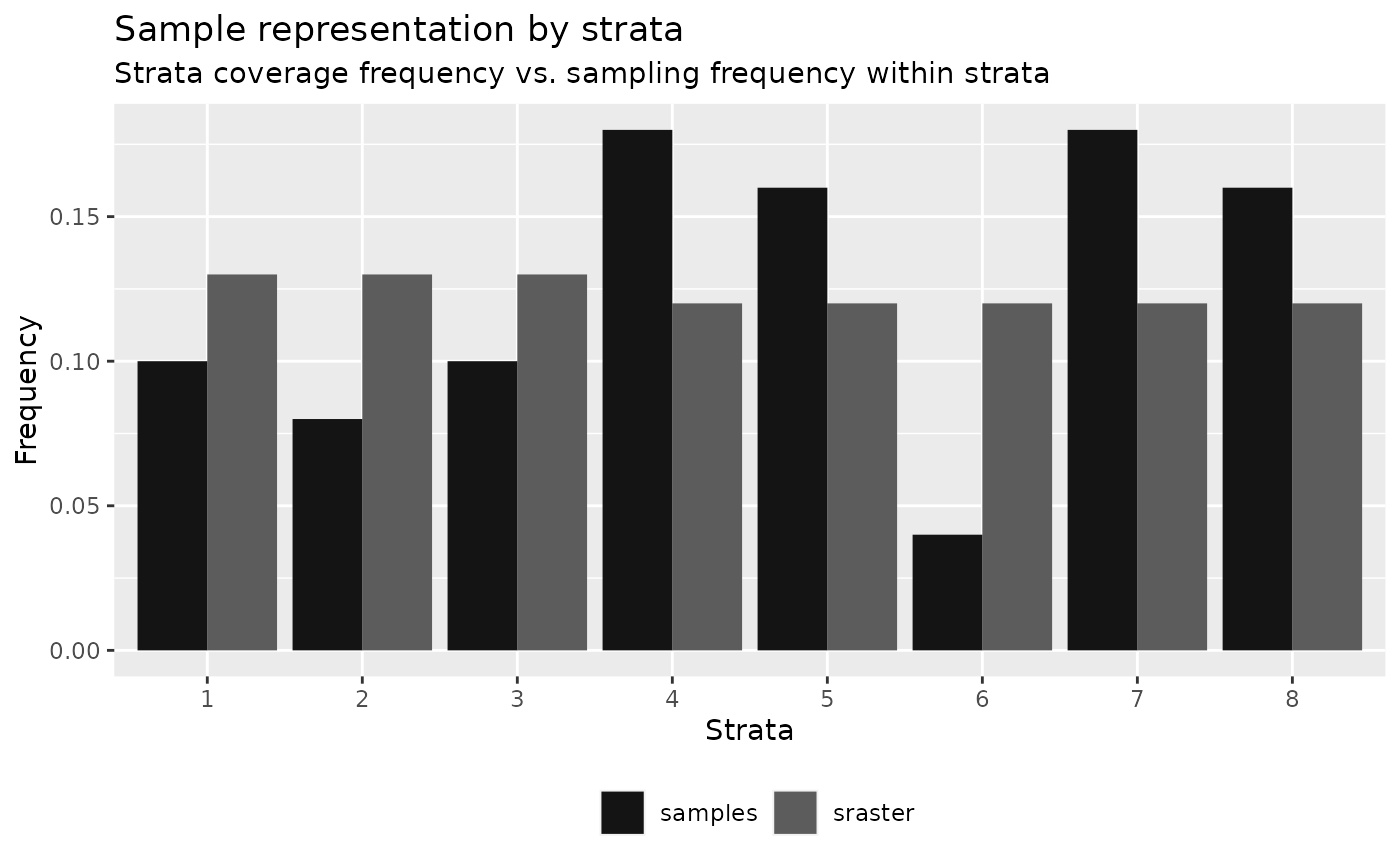 Sample representation by strata
Strata coverage frequency vs. sampling frequency within strata
Frequency
0.15
0.10
0.05
0.00
1 2 3 4 5 6 7 8
Strata
samples sraster